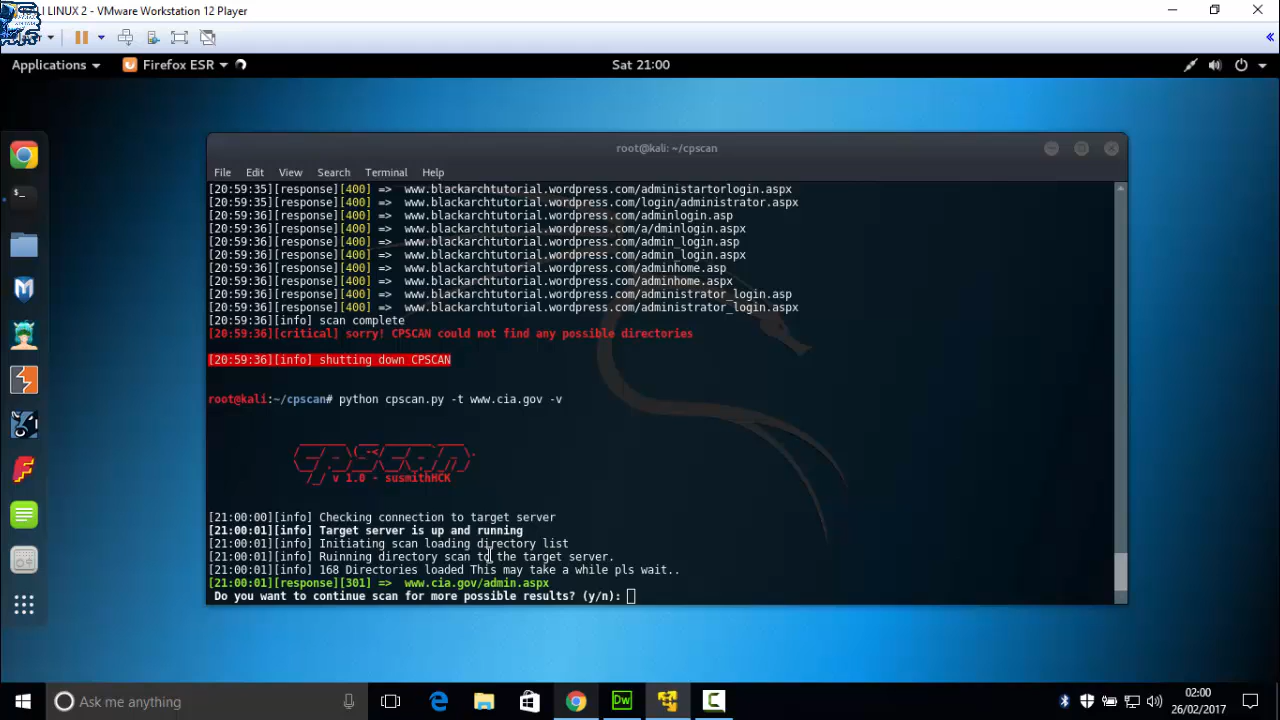 LI LINUX 2 - VMware Workstation 12 Player
Applications
Firefox ESR
Sat 21:00
root@kali: ~/cpscan
File Edit View Search Terminal Help
[20:59:35][response][400] => www.blackarchtutorial.wordpress.com/administartorlogin.aspx
[20:59:35][response][400] => www.blackarchtutorial.wordpress.com/login/administrator.aspx
[20:59:36][response][400] => www.blackarchtutorial.wordpress.com/adminlogin.asp
[20:59:36][response][400] => www.blackarchtutorial.wordpress.com/a/dminlogin.aspx
[20:59:36][response][400] => www.blackarchtutorial.wordpress.com/admin_login.asp
[20:59:36][response][400] => www.blackarchtutorial.wordpress.com/admin_login.aspx
[20:59:36][response][400] => www.blackarchtutorial.wordpress.com/adminhome.asp
[20:59:36][response][400] => www.blackarchtutorial.wordpress.com/adminhome.aspx
[20:59:36][response][400] => www.blackarchtutorial.wordpress.com/administrator_login.asp
[20:59:36][response][400] => www.blackarchtutorial.wordpress.com/administrator_login.aspx
[20:59:36][info] scan complete
[20:59:36][critical] sorry! CPSCAN could not find any possible directories
[20:59:36][info] shutting down CPSCAN
root@kali:~/cpscan# python cpscan.py -t www.cia.gov -v
v 1.0 - susmithHCK
[21:00:00][info] Checking connection to target server
[21:00:01][info] Target server is up and running
[21:00:01][info] Initiating scan loading directory list
[21:00:01][info] Ruinning directory scan to the target server.
[21:00:01][info] 168 Directories loaded This may take a while pls wait..
[21:00:01][response][301] => www.cia.gov/admin.aspx
Do you want to continue scan for more possible results? (y/n):
Ask me anything
Dw
02:00
26/02/2017